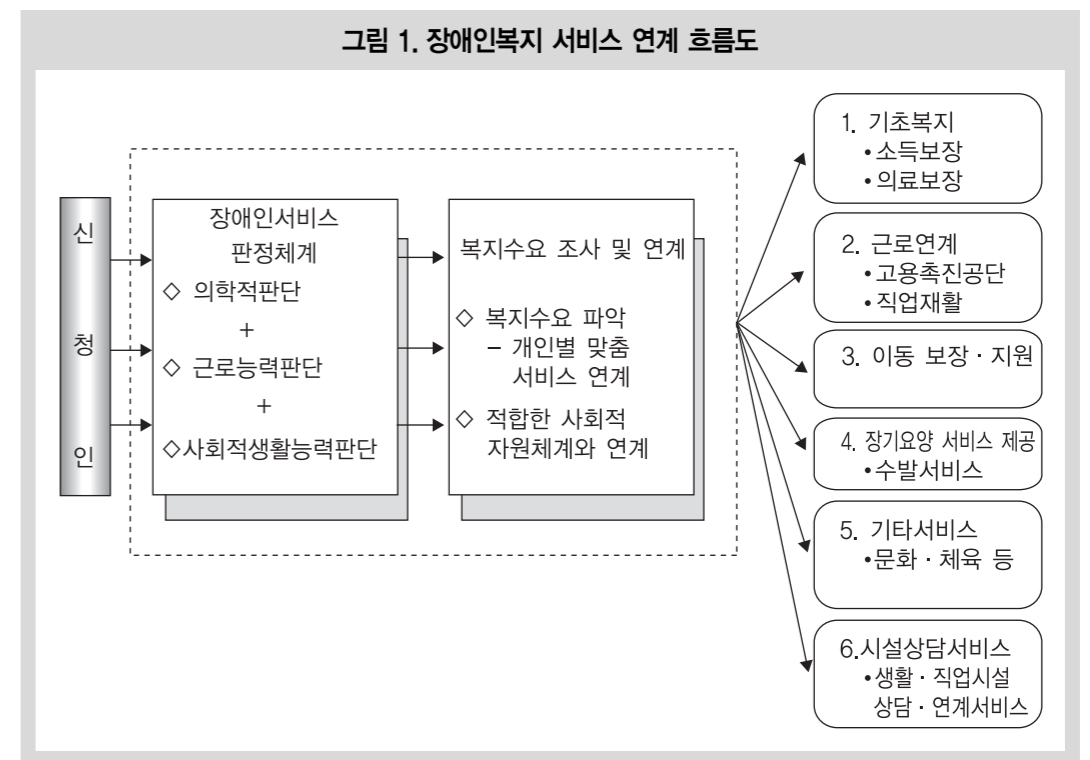 그림 1. 장애인복지 서비스 연계 흐름도
신
청
인
장애인서비스
판정체계
◇ 의학적판단
+
◇ 근로능력판단
+
◇사회적생활능력판단
복지수요 조사 및 연계
◇ 복지수요 파악
– 개인별 맞춤
서비스 연계
◇ 적합한 사회적
자원체계와 연계
1. 기초복지
•소득보장
•의료보장
2. 근로연계
•고용촉진공단
•직업재활
3. 이동 보장·지원
4. 장기요양 서비스 제공
•수발서비스
5. 기타서비스
•문화·체육 등
6.시설상담서비스
•생활·직업시설
상담·연계서비스